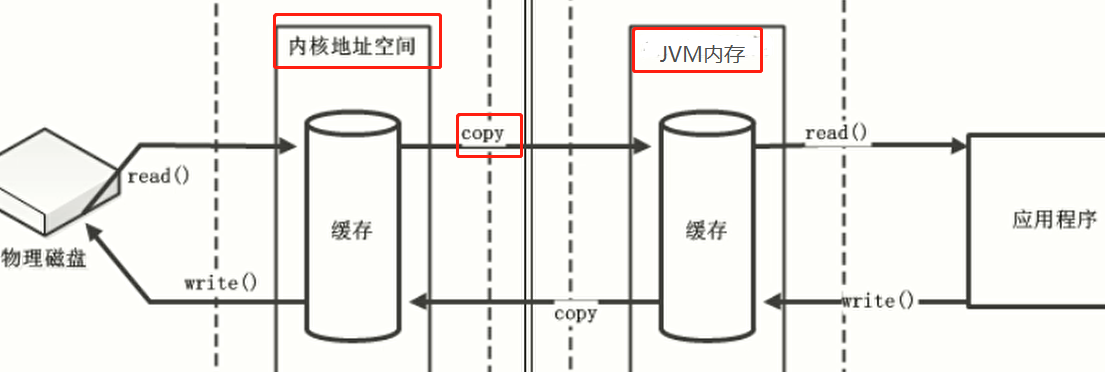 内核地址空间
JVM内存
copy
read()
read()
缓存
缓存
应用程序
物理磁盘
write()
copy
write()